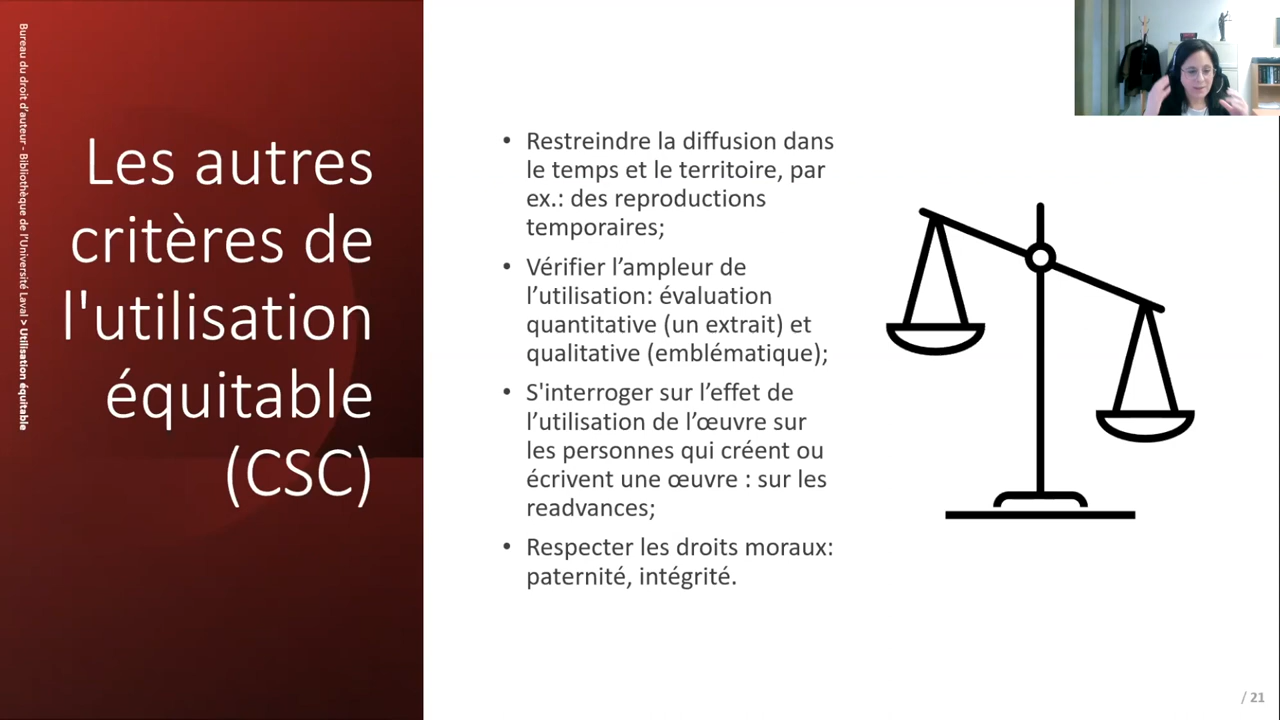 Bureau du droit d'auteur - Bibliothèque de l'Université Laval > Utilisation équitable
Les autres
critères de
l'utilisation
équitable
(CSC)
• Restreindre la diffusion dans
le temps et le territoire, par
ex.: des reproductions
temporaires;
• Vérifier l’ampleur de
l’utilisation: évaluation
quantitative (un extrait) et
qualitative (emblématique);
• S'interroger sur l’effet de
l’utilisation de l’œuvre sur
les personnes qui créent ou
écrivent une œuvre : sur les
readvances;
• Respecter les droits moraux:
paternité, intégrité.
/ 21